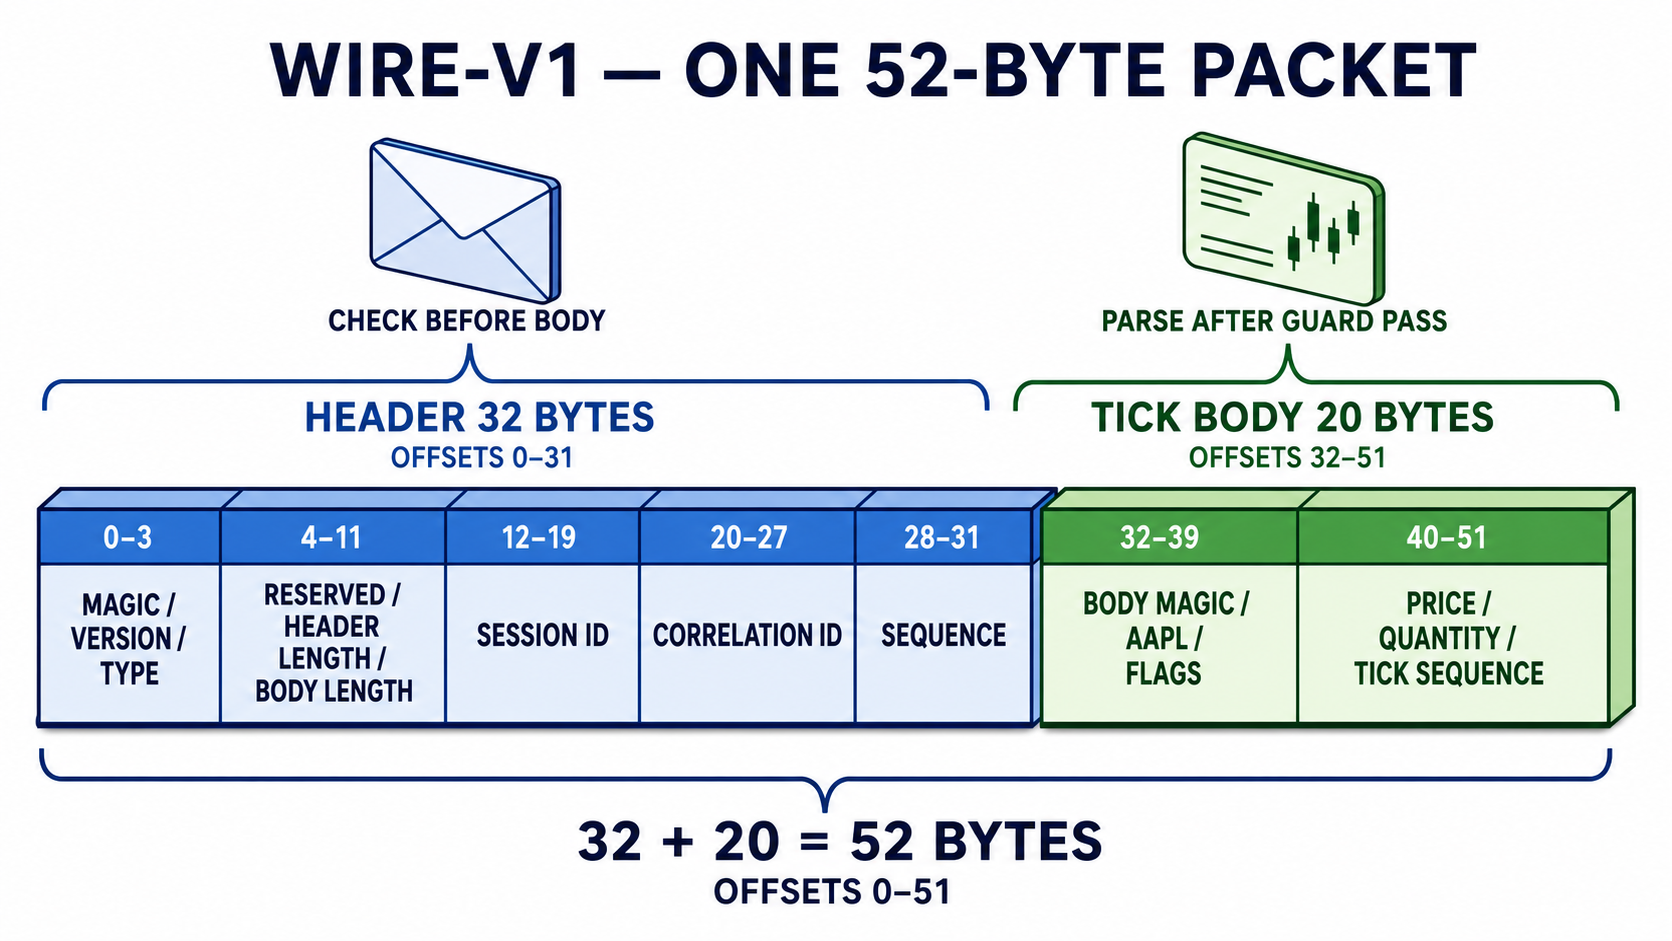 WIRE-V1 — ONE 52-BYTE PACKET
CHECK BEFORE BODY
PARSE AFTER GUARD PASS
HEADER 32 BYTES
OFFSETS 0–31
TICK BODY 20 BYTES
OFFSETS 32–51
0–3
MAGIC /
VERSION /
TYPE
4–11
RESERVED /
HEADER
LENGTH /
BODY LENGTH
12–19
SESSION ID
20–27
CORRELATION ID
28–31
SEQUENCE
32–39
BODY MAGIC /
AAPL /
FLAGS
40–51
PRICE /
QUANTITY /
TICK SEQUENCE
32 + 20 = 52 BYTES
OFFSETS 0–51